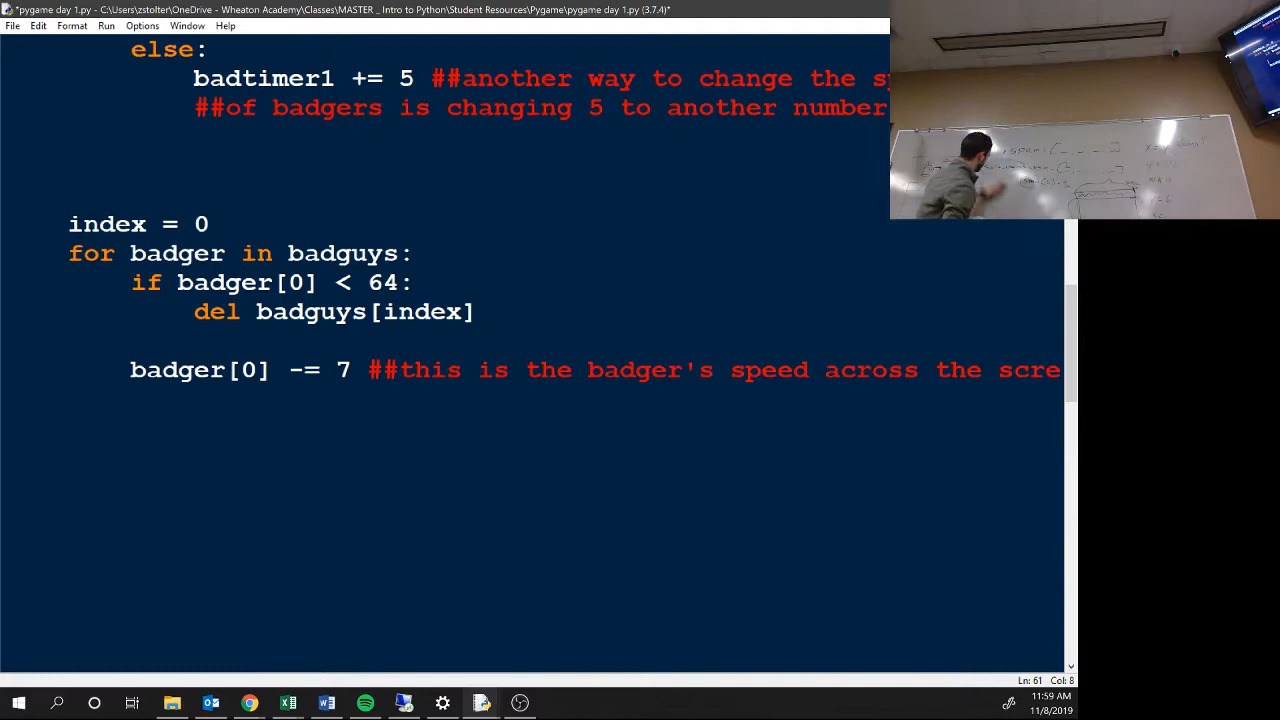 *pygame day 1.py - C:\Users\zstolter\OneDrive - Wheaton Academy\Classes\MASTER _ Intro to Python\Student Resources\Pygame\pygame day 1.py (3.7.4)*
File Edit Format Run Options Window Help
else:
badtimer1 += 5 ##another way to change the
##of badgers is changing 5 to another number
index = 0
for badger in badguys:
if badger[0] < 64:
del badguys[index]
badger[0] -= 7 ##this is the badger's speed across the scre
Ln: 61 Col: 8
11:59 AM
11/8/2019